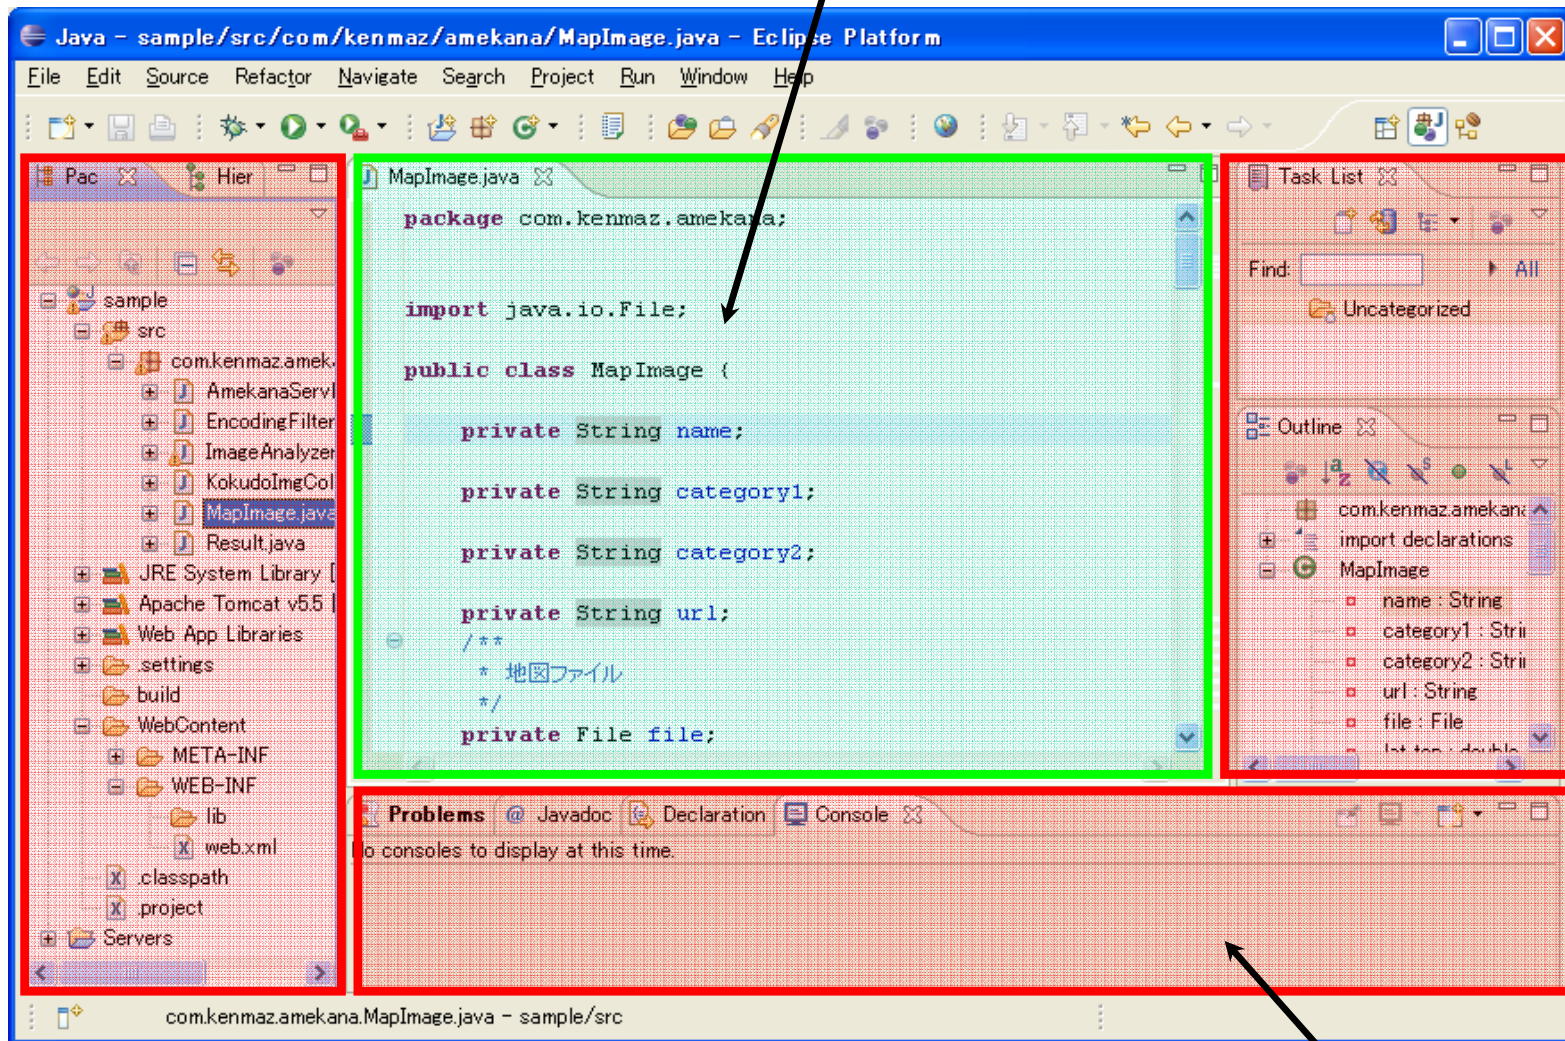 Java - sample/src/com/kenmaz/amekana/MapImage.java - Eclipse Platform
File Edit Source Refactor Navigate Search Project Run Window Help
Pac Hier
sample
src
com.kenmaz.amek
AmekanaServl
EncodingFilter
ImageAnalyzer
KokudoImgCol
MapImage.java
Result.java
JRE System Library [
Apache Tomcat v5.5 [
Web App Libraries
.settings
build
WebContent
META-INF
WEB-INF
lib
web.xml
.classpath
.project
Servers
MapImage.java
package com.kenmaz.amekana;
import java.io.File;
public class MapImage {
private String name;
private String category1;
private String category2;
private String url;
/**
* 地図ファイル
*/
private File file;
Task List
Find: All
Uncategorized
Outline
com.kenmaz.amekana
import declarations
MapImage
name : String
category1 : Stri
category2 : Stri
url : String
file : File
lat_top : double
Problems @ Javadoc Declaration Console
No consoles to display at this time.
com.kenmaz.amekana.MapImage.java - sample/src